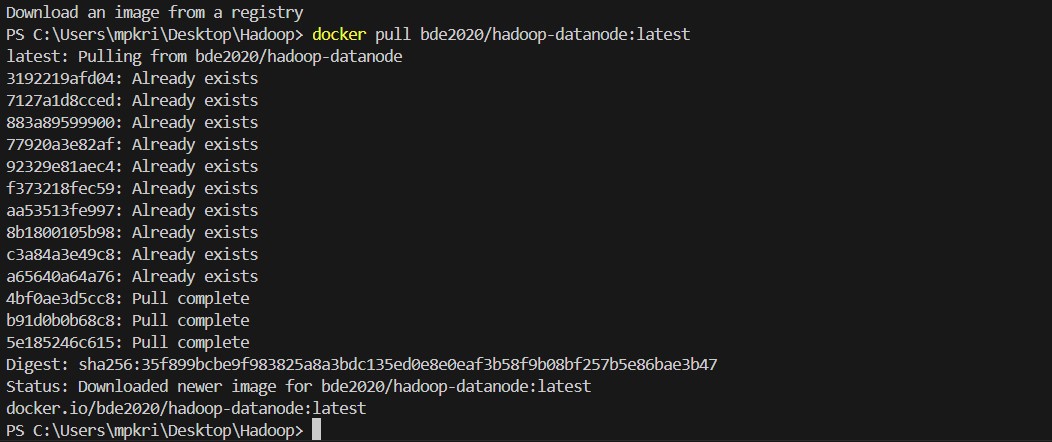 Download an image from a registry
PS C:\Users\mpkri\Desktop\Hadoop> docker pull bde2020/hadoop-datanode:latest
latest: Pulling from bde2020/hadoop-datanode
3192219afd04: Already exists
7127a1d8cced: Already exists
883a89599900: Already exists
77920a3e82af: Already exists
92329e81aec4: Already exists
f373218fec59: Already exists
aa53513fe997: Already exists
8b1800105b98: Already exists
c3a84a3e49c8: Already exists
a65640a64a76: Already exists
4bf0ae3d5cc8: Pull complete
b91d0b0b68c8: Pull complete
5e185246c615: Pull complete
Digest: sha256:35f899bcbe9f983825a8a3bdc135ed0e8e0eaf3b58f9b08bf257b5e86bae3b47
Status: Downloaded newer image for bde2020/hadoop-datanode:latest
docker.io/bde2020/hadoop-datanode:latest
PS C:\Users\mpkri\Desktop\Hadoop>